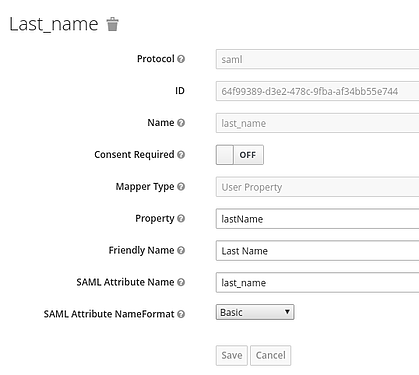 Last_name
Protocol saml
ID 64f99389-d3e2-478c-9fba-af34bb55e744
Name last_name
Consent Required OFF
Mapper Type User Property
Property lastName
Friendly Name Last Name
SAML Attribute Name last_name
SAML Attribute NameFormat Basic
Save Cancel